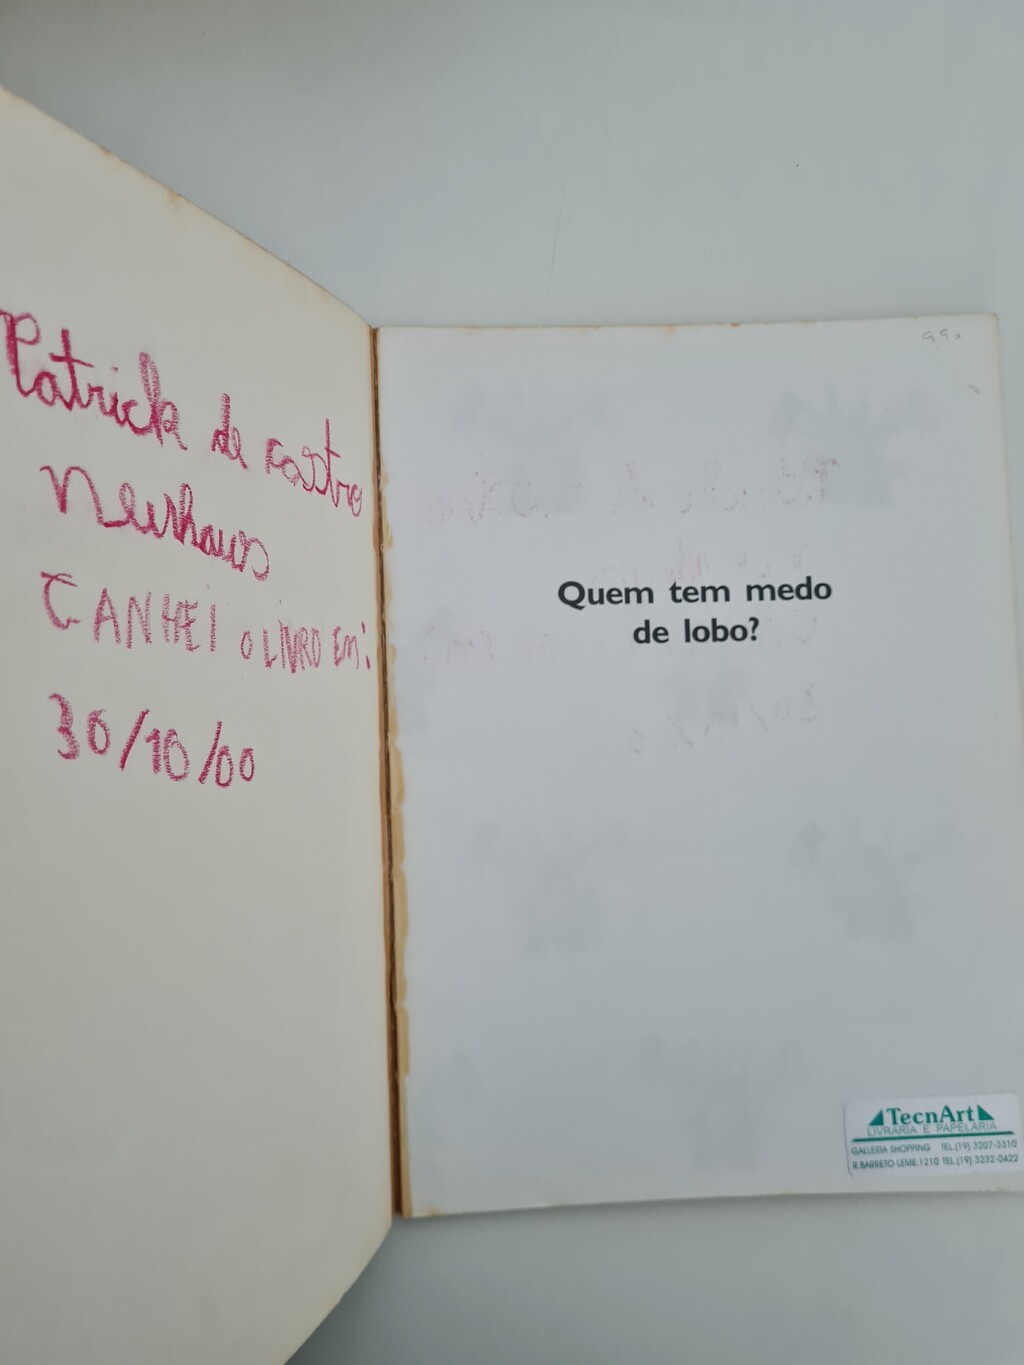 Patrick de castro
Neuhaus
GANHEI O LIVRO EM:
30/10/00
Quem tem medo
de lobo?
TecnArt
LIVRARIA E PAPELARIA
GALLERIA SHOPPING TEL.(19) 3207-3310
R.BARRETO LEME 1210 TEL.(19) 3232-0422